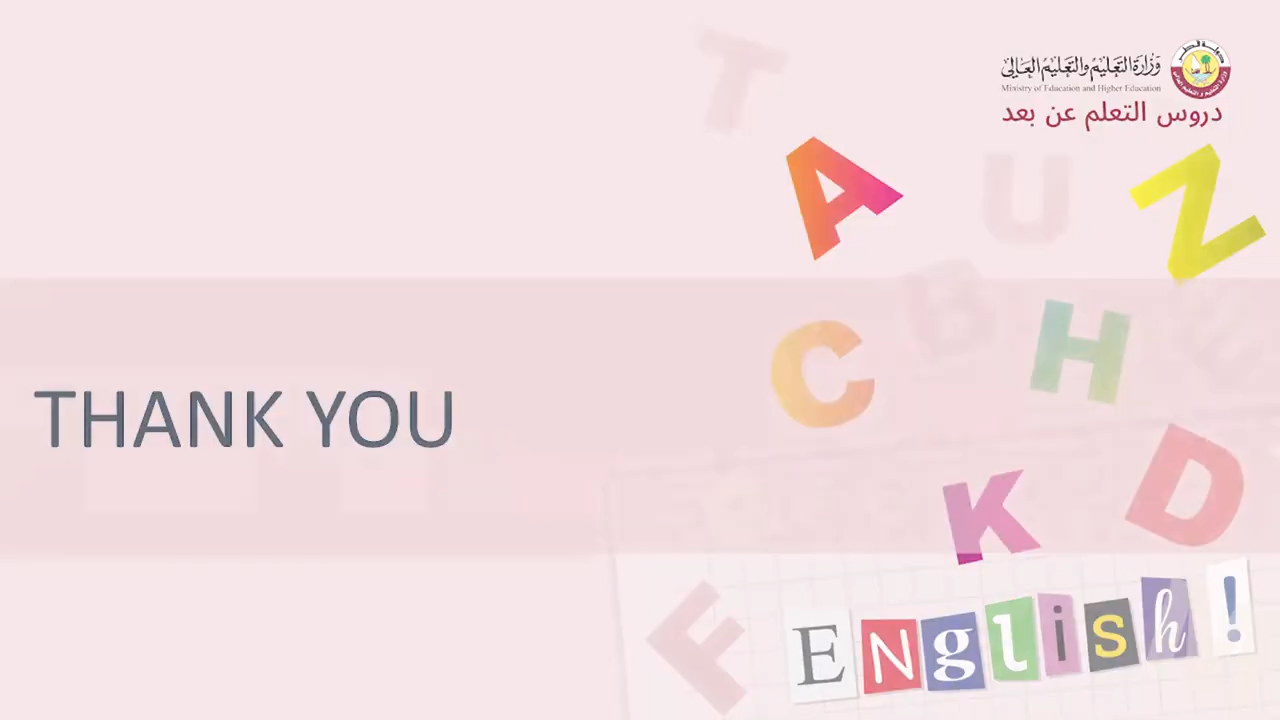 وزارة التعليم والتعليم العالي
Ministry of Education and Higher Education
دروس التعلم عن بعد
T
A
U
Z
B
C
H
THANK YOU
D
K
F
ENglish!